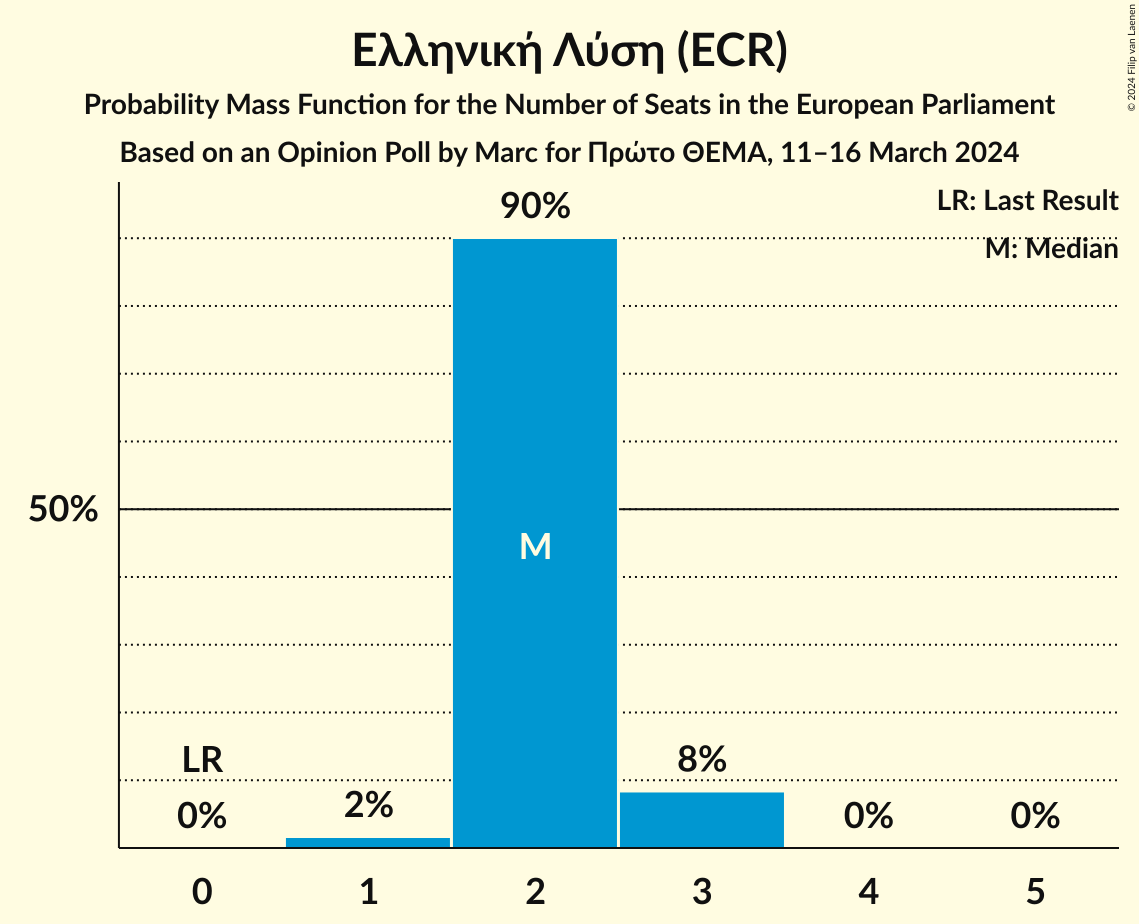 Ελληνική Λύση (ECR)
Probability Mass Function for the Number of Seats in the European Parliament
Based on an Opinion Poll by Marc for Πρώτο ΘΕΜΑ, 11–16 March 2024
© 2024 Filip van Laenen
LR: Last Result
M: Median
90%
50%
M
LR
8%
2%
0%
0%
0%
0
1
2
3
4
5